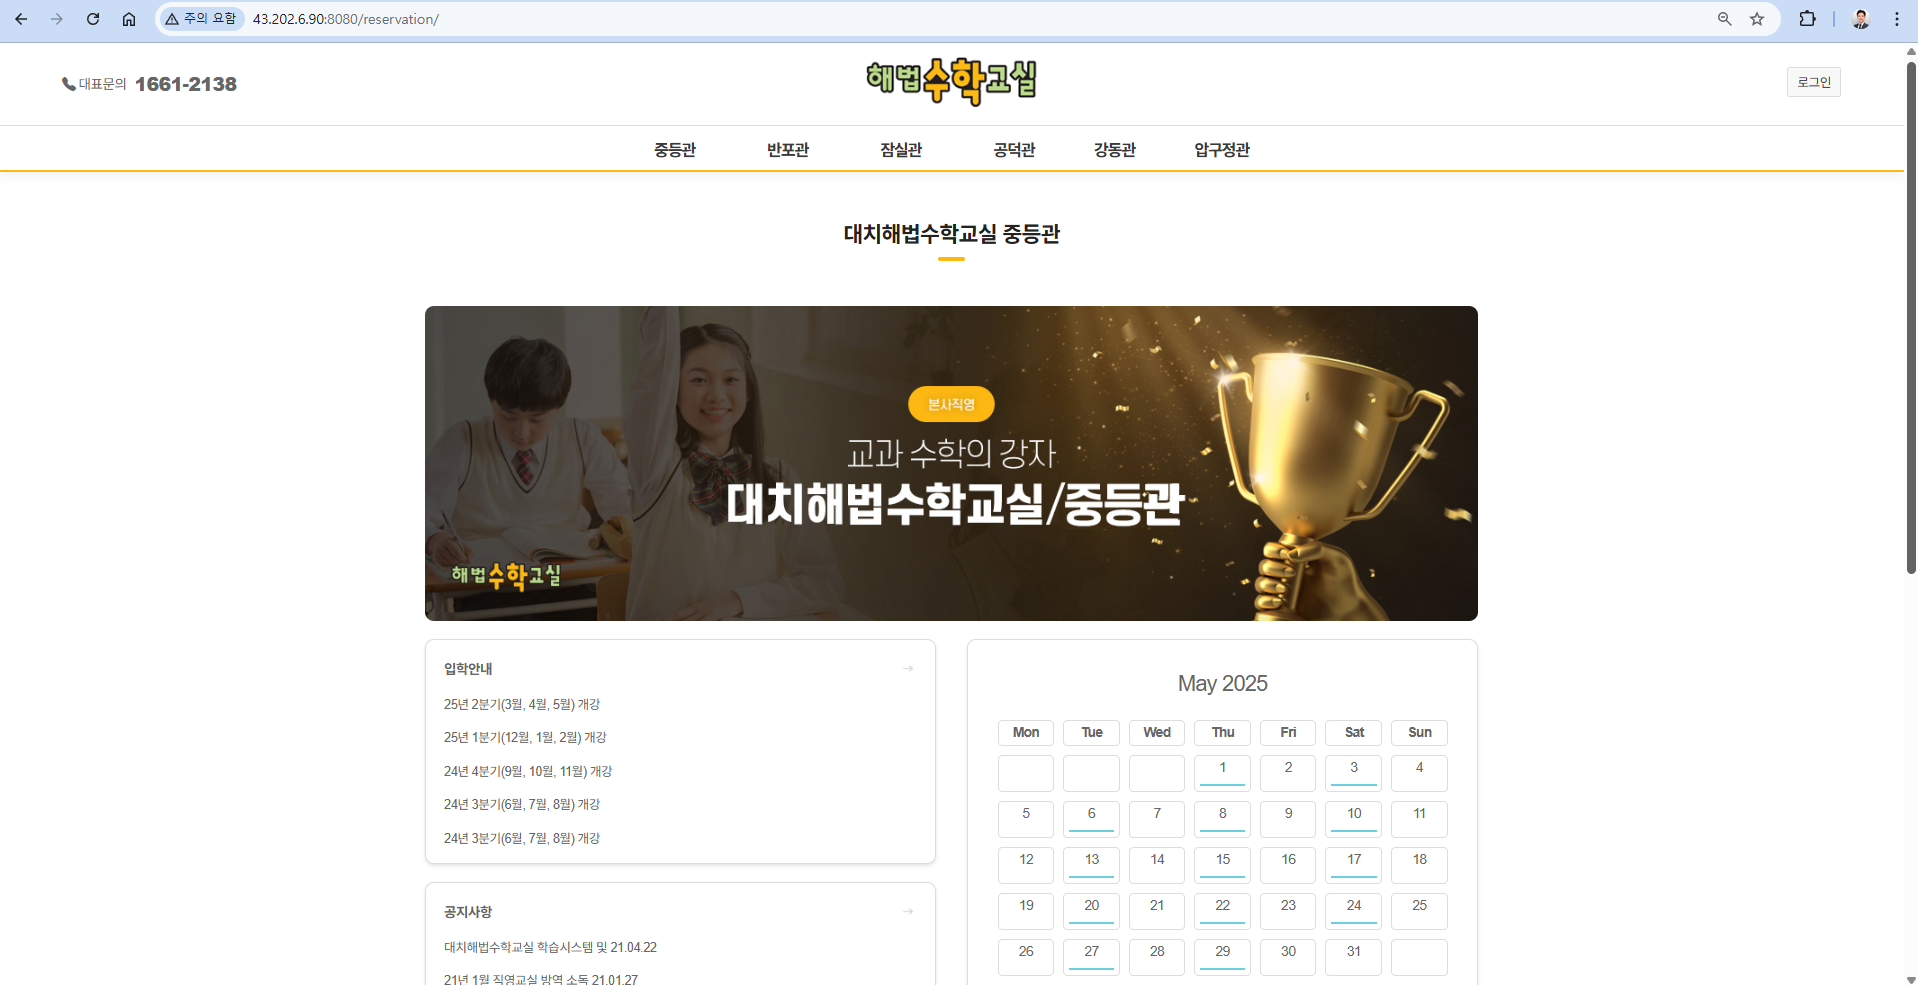 주의 요함 43.202.6.90:8080/reservation/
대표문의 1661-2138
해법수학교실
로그인
중등관 반포관 잠실관 공덕관 강동관 압구정관
대치해법수학교실 중등관
본사직영
교과 수학의 강자
대치해법수학교실/중등관
해법수학교실
입학안내
25년 2분기(3월, 4월, 5월) 개강
25년 1분기(12월, 1월, 2월) 개강
24년 4분기(9월, 10월, 11월) 개강
24년 3분기(6월, 7월, 8월) 개강
24년 3분기(6월, 7월, 8월) 개강
공지사항
대치해법수학교실 학습시스템 및 21.04.22
21년 1월 직영교실 방역 소독 21.01.27
May 2025
Mon Tue Wed Thu Fri Sat Sun
1 2 3 4
5 6 7 8 9 10 11
12 13 14 15 16 17 18
19 20 21 22 23 24 25
26 27 28 29 30 31